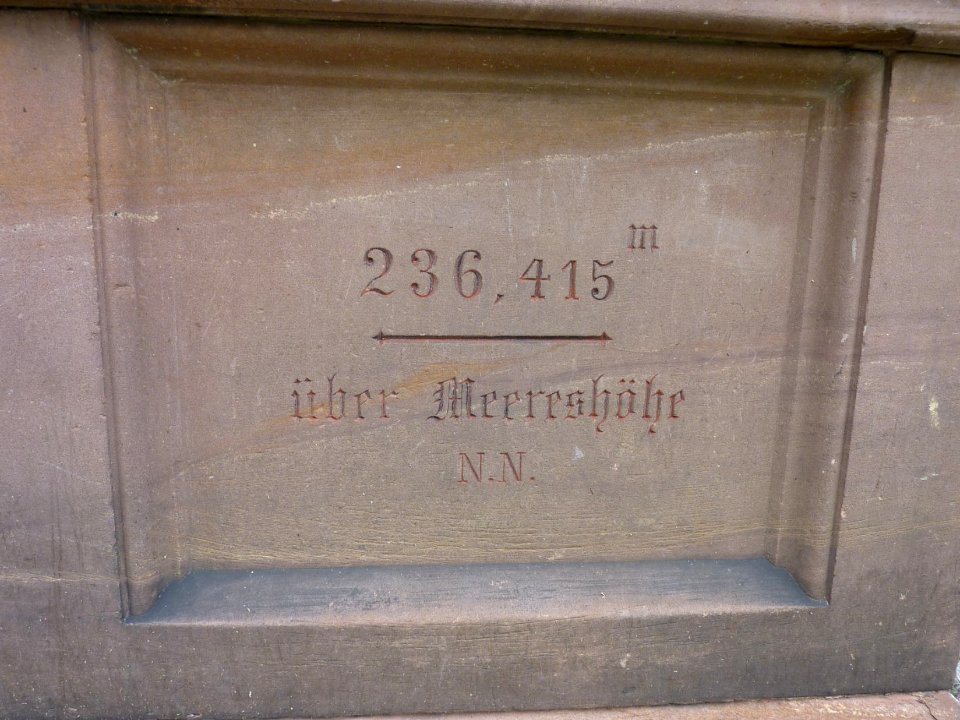 236,415 m
über Meereshöhe
N.N.